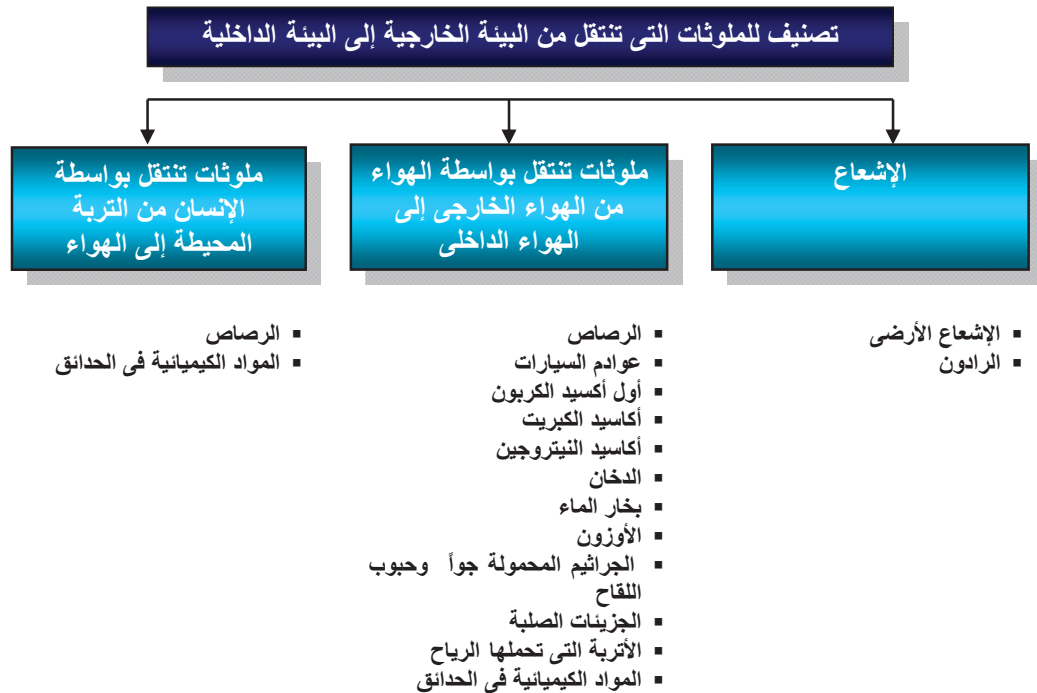 تصنيف للملوثات التى تنتقل من البيئة الخارجية إلى البيئة الداخلية
الإشعاع
▪ الإشعاع الأرضى
▪ الرادون
ملوثات تنتقل بواسطة الهواء
من الهواء الخارجى إلى
الهواء الداخلى
▪ الرصاص
▪ عوادم السيارات
▪ أول أكسيد الكربون
▪ أكاسيد الكبريت
▪ أكاسيد النيتروجين
▪ الدخان
▪ بخار الماء
▪ الأوزون
▪ الجراثيم المحمولة جواً وحبوب
اللقاح
▪ الجزيئات الصلبة
▪ الأتربة التى تحملها الرياح
▪ المواد الكيميائية فى الحدائق
ملوثات تنتقل بواسطة
الإنسان من التربة
المحيطة إلى الهواء
▪ الرصاص
▪ المواد الكيميائية فى الحدائق